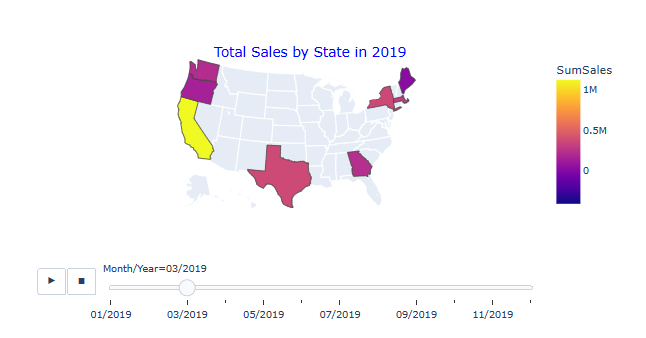 Total Sales by State in 2019
SumSales
1M
0.5M
0
Month/Year=03/2019
01/2019 03/2019 05/2019 07/2019 09/2019 11/2019